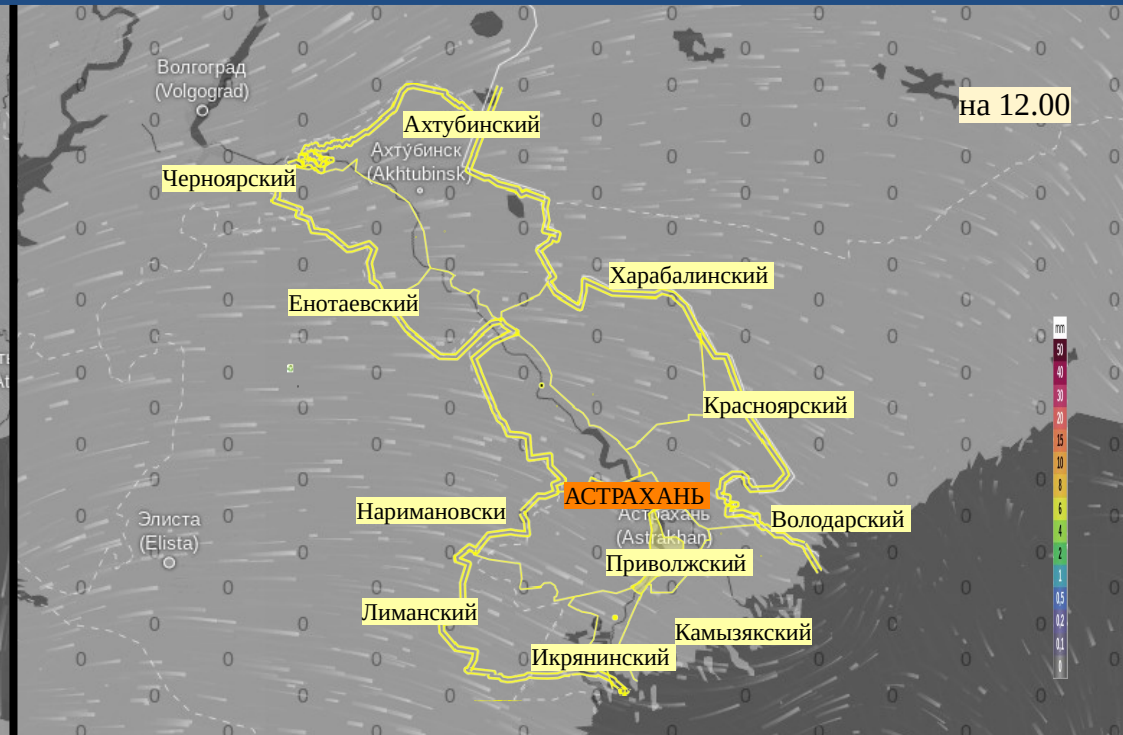 Волгоград
(Volgograd)
на 12.00
Ахтубинский
Ахту́бинск
(Akhtubinsk)
Черноярский
Харабалинский
Енотаевский
mm
50
40
30
20
15
10
8
6
4
2
1
0,5
0,2
0,1
0
Красноярский
АСТРАХАНЬ
Астрахань
(Astrakhan)
Наримановски
Элиста
(Elista)
Володарский
Приволжский
Лиманский
Камызякский
Икрянинский